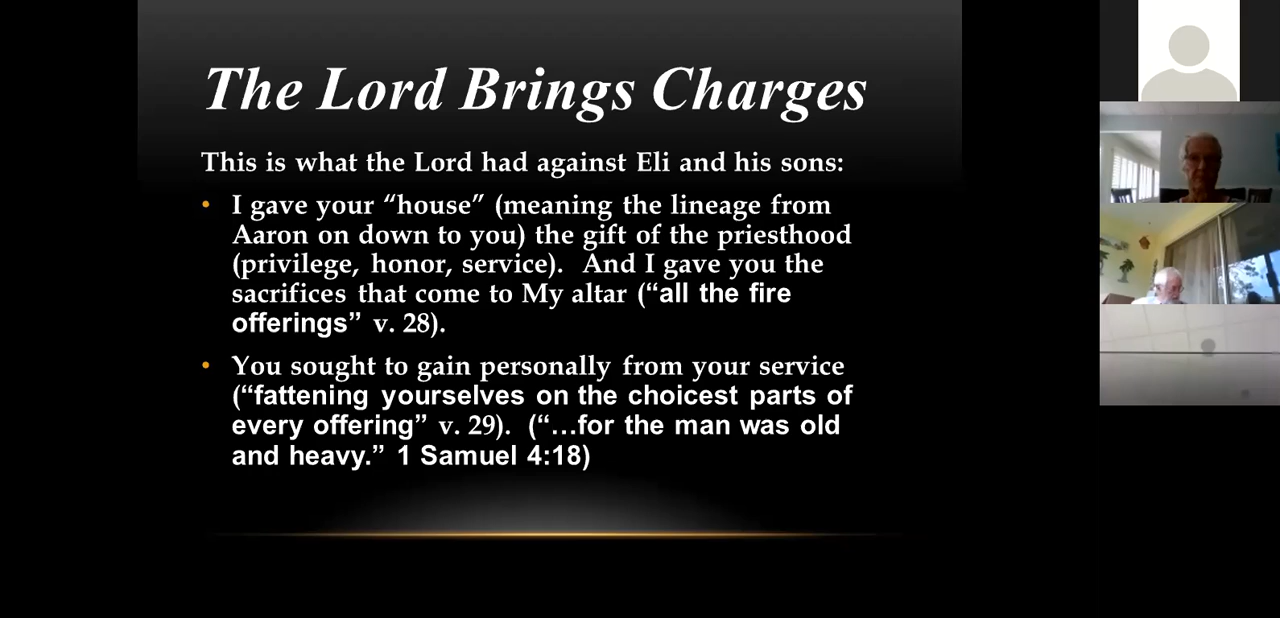 The Lord Brings Charges
This is what the Lord had against Eli and his sons:
• I gave your “house” (meaning the lineage from
Aaron on down to you) the gift of the priesthood
(privilege, honor, service).  And I gave you the
sacrifices that come to My altar (“all the fire
offerings” v. 28).
• You sought to gain personally from your service
(“fattening yourselves on the choicest parts of
every offering” v. 29).  (“…for the man was old
and heavy.” 1 Samuel 4:18)